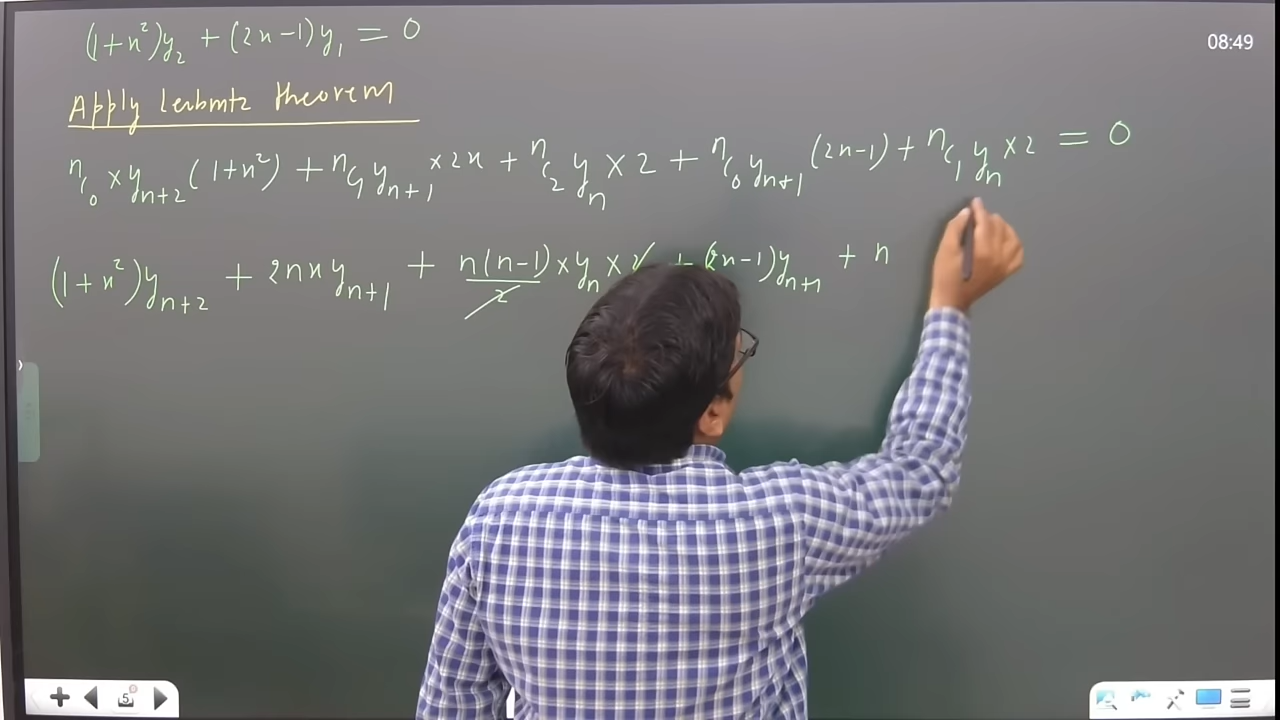 08:49
(1+x²)y₂ + (2x-1)y₁ = 0
Apply Leibnitz theorem
ⁿC₀ × yₙ₊₂ (1+x²) + ⁿC₁ yₙ₊₁ × 2x + ⁿC₂ yₙ × 2 + ⁿC₀ yₙ₊₁ (2x-1) + ⁿC₁ yₙ × 2 = 0
(1+x²)yₙ₊₂ + 2nx yₙ₊₁ + n(n-1)/2 × yₙ × 2 + (2x-1)yₙ₊₁ + n
5